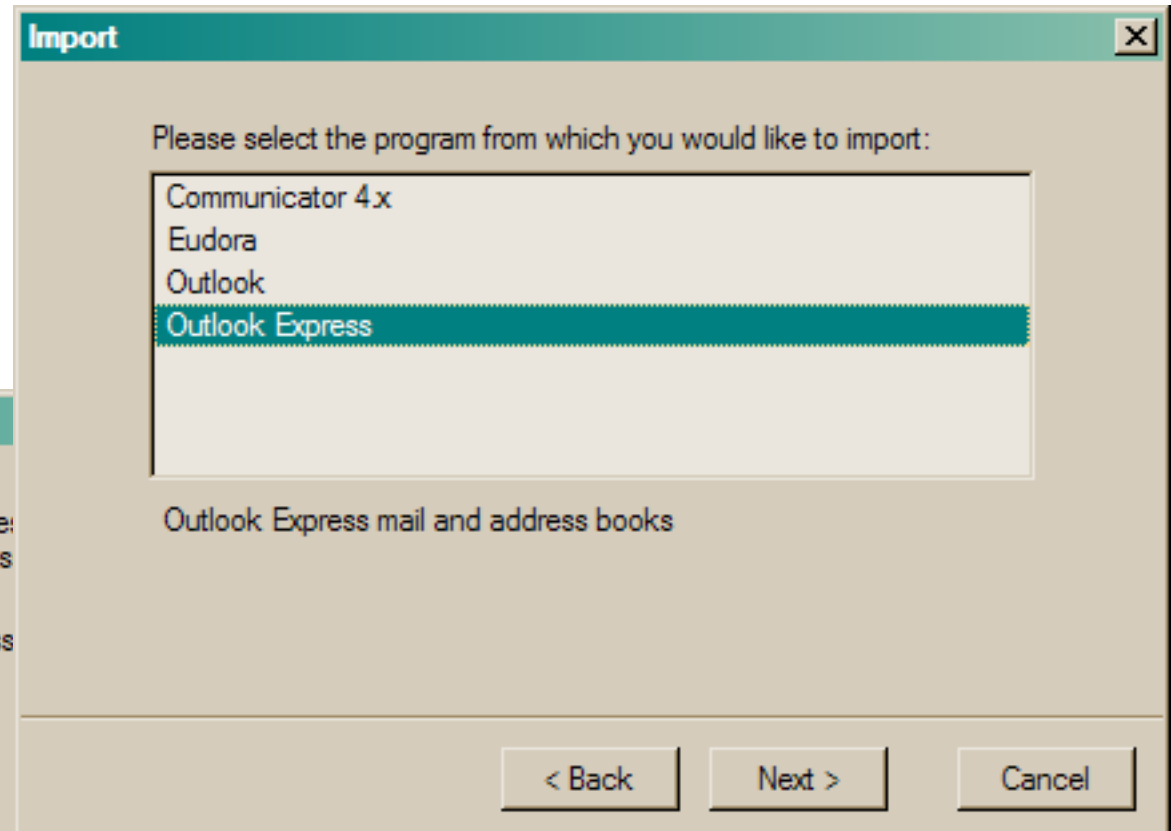 Import
Please select the program from which you would like to import:
Communicator 4.x
Eudora
Outlook
Outlook Express
Outlook Express mail and address books
< Back
Next >
Cancel